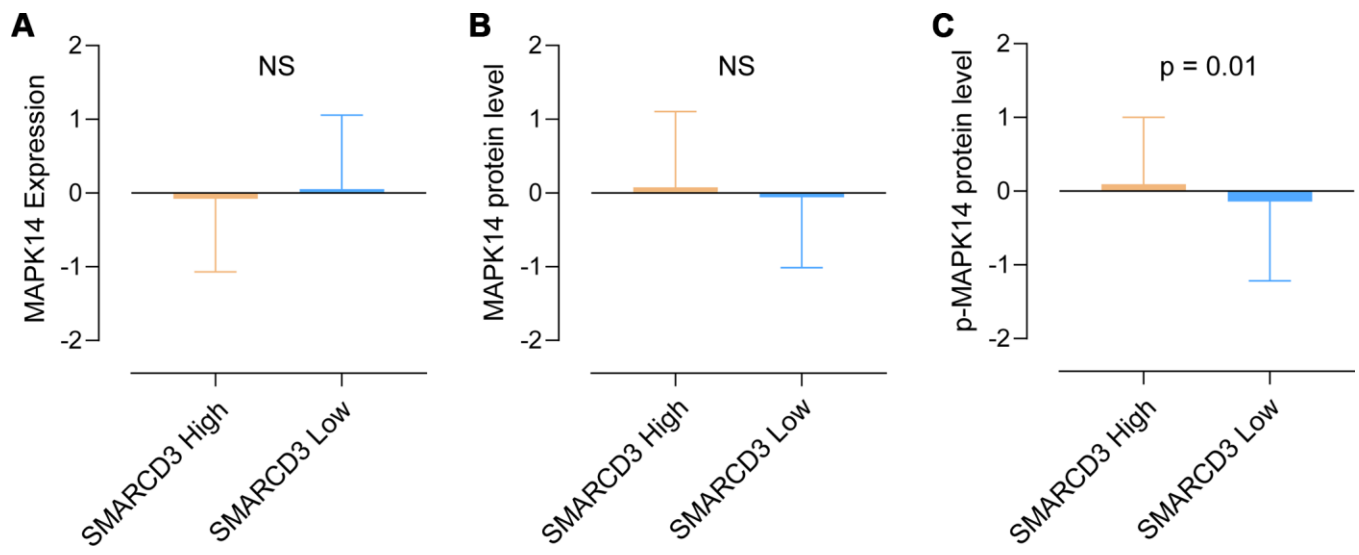 A
MAPK14 Expression
2
1
0
-1
-2
NS
SMARCD3 High
SMARCD3 Low
B
MAPK14 protein level
2
1
0
-1
-2
NS
SMARCD3 High
SMARCD3 Low
C
p-MAPK14 protein level
2
1
0
-1
-2
p = 0.01
SMARCD3 High
SMARCD3 Low